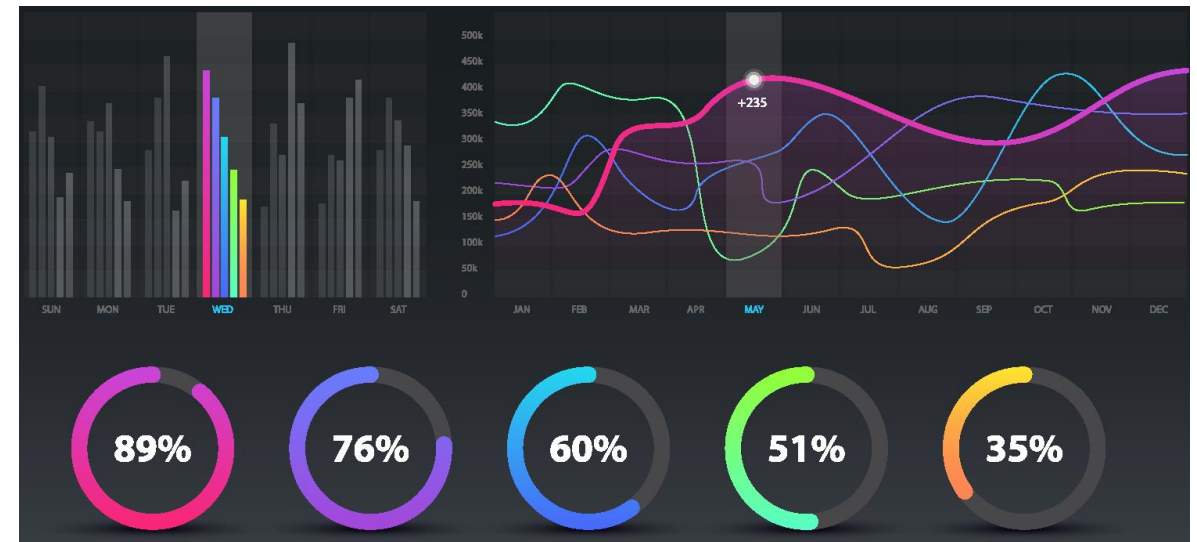 500k
450k
400k
350k
300k
250k
200k
150k
100k
50k
0
+235
SUN MON TUE WED THU FRI SAT
JAN FEB MAR APR MAY JUN JUL AUG SEP OCT NOV DEC
89% 76% 60% 51% 35%